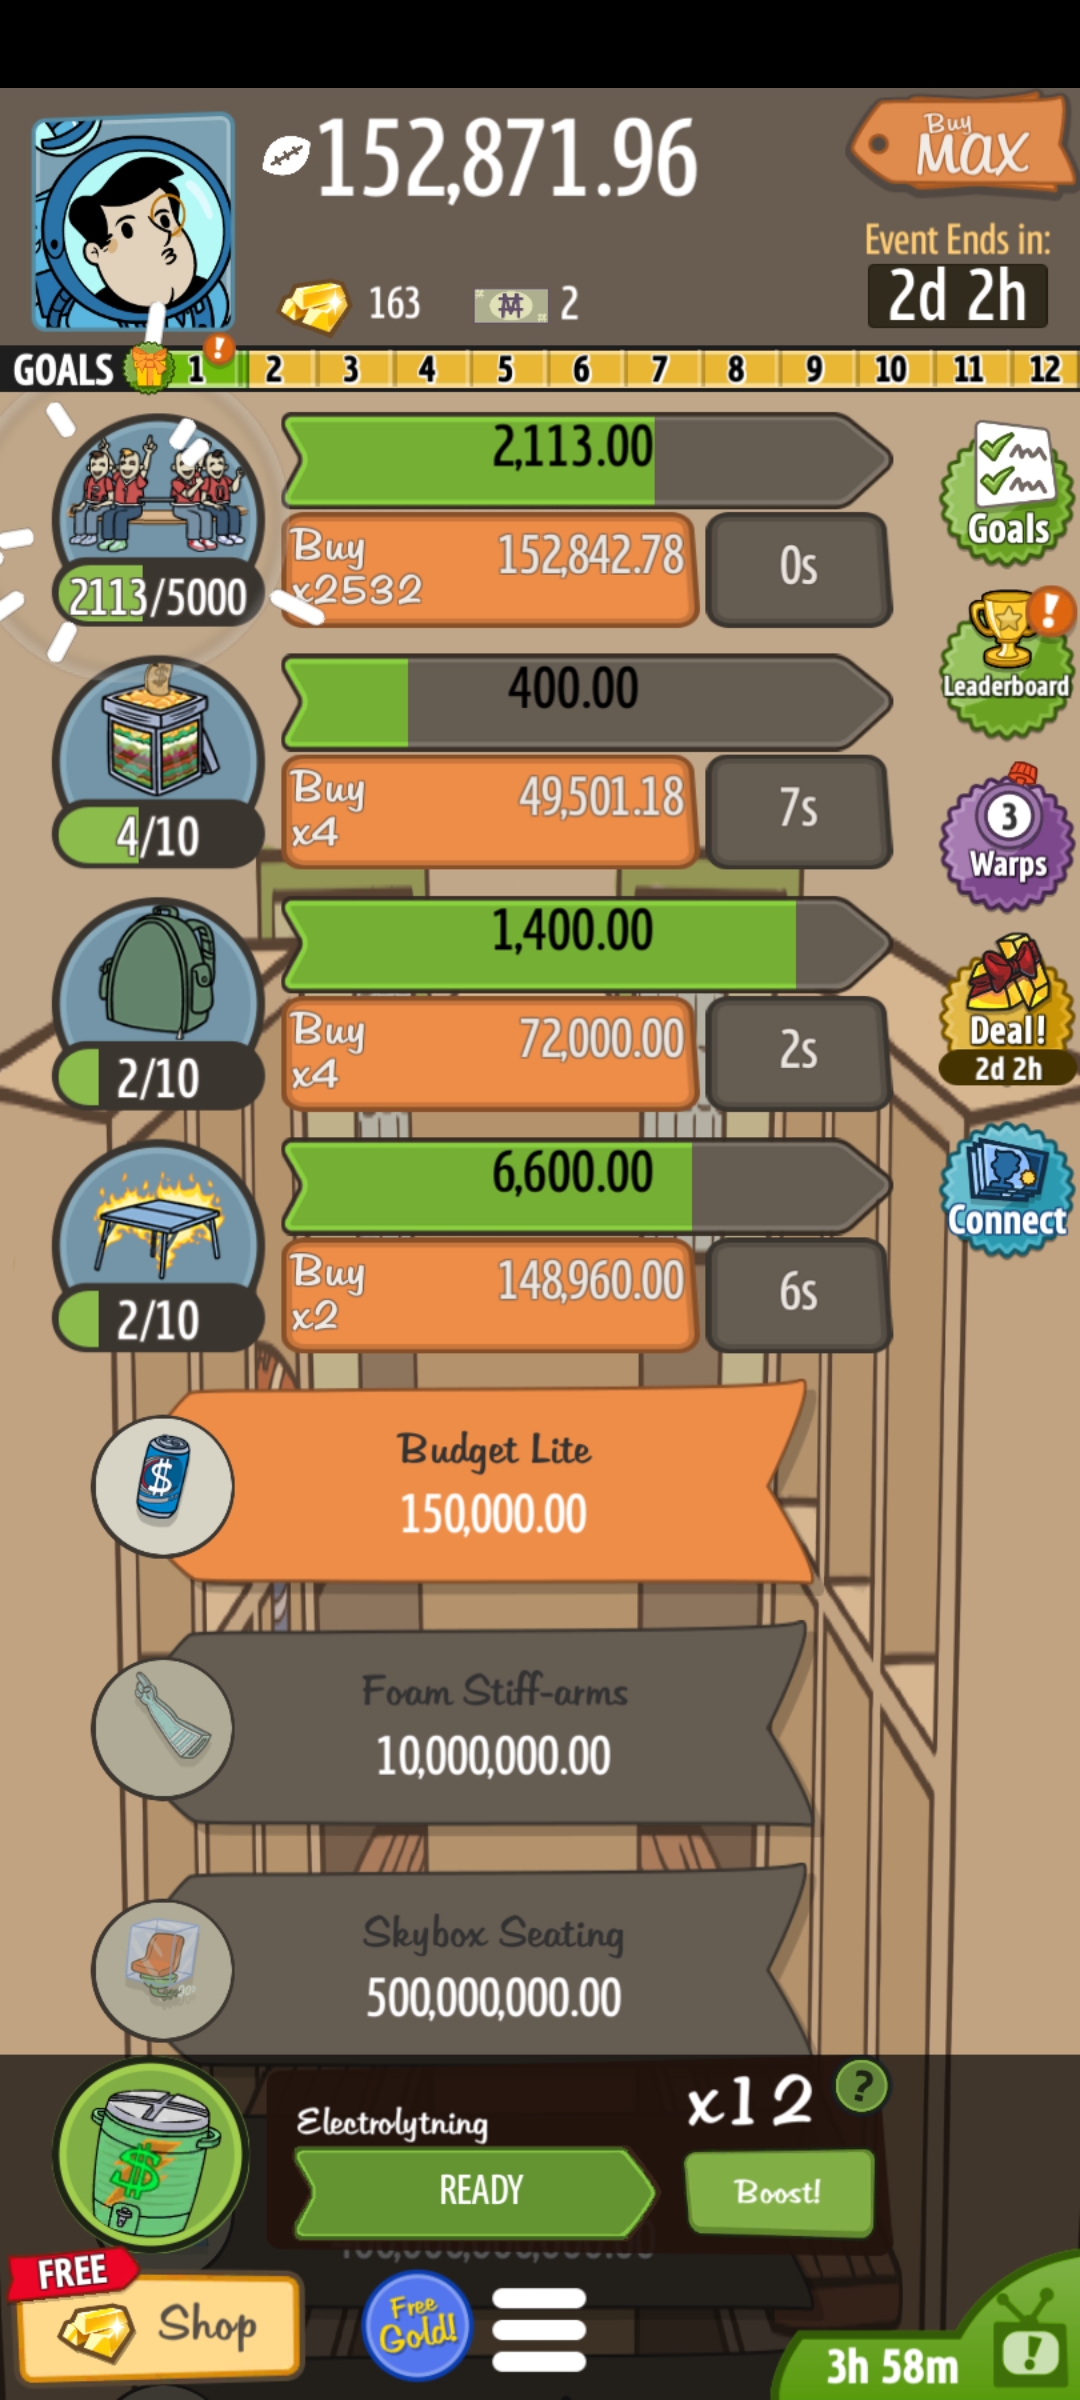 152,871.96
Buy
MAX
Event Ends in:
2d 2h
163
2
GOALS 1 ! 2 3 4 5 6 7 8 9 10 11 12
2,113.00
Buy
x2532
152,842.78
0s
2113/5000
Goals
400.00
Buy
x4
49,501.18
7s
4/10
!
Leaderboard
3
Warps
1,400.00
Buy
x4
72,000.00
2s
2/10
Deal!
2d 2h
6,600.00
Buy
x2
148,960.00
6s
2/10
Connect
$
Budget Lite
150,000.00
Foam Stiff-arms
10,000,000.00
Skybox Seating
500,000,000.00
x12
?
Electrolytning
$
READY
Boost!
FREE
Shop
Free
Gold!
3h 58m
!